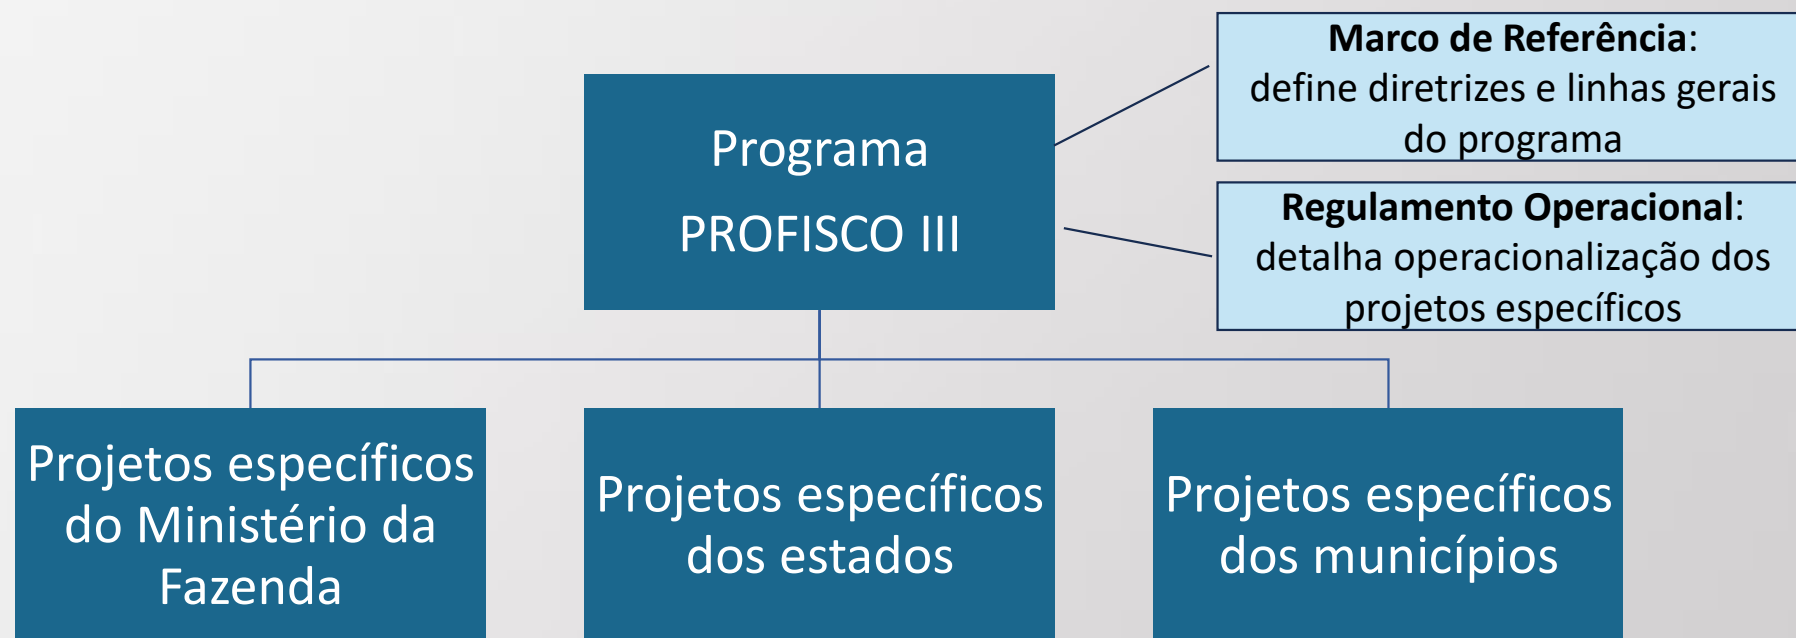 Marco de Referência:
define diretrizes e linhas gerais
do programa
Programa
PROFISCO III
Regulamento Operacional:
detalha operacionalização dos
projetos específicos
Projetos específicos
do Ministério da
Fazenda
Projetos específicos
dos estados
Projetos específicos
dos municípios